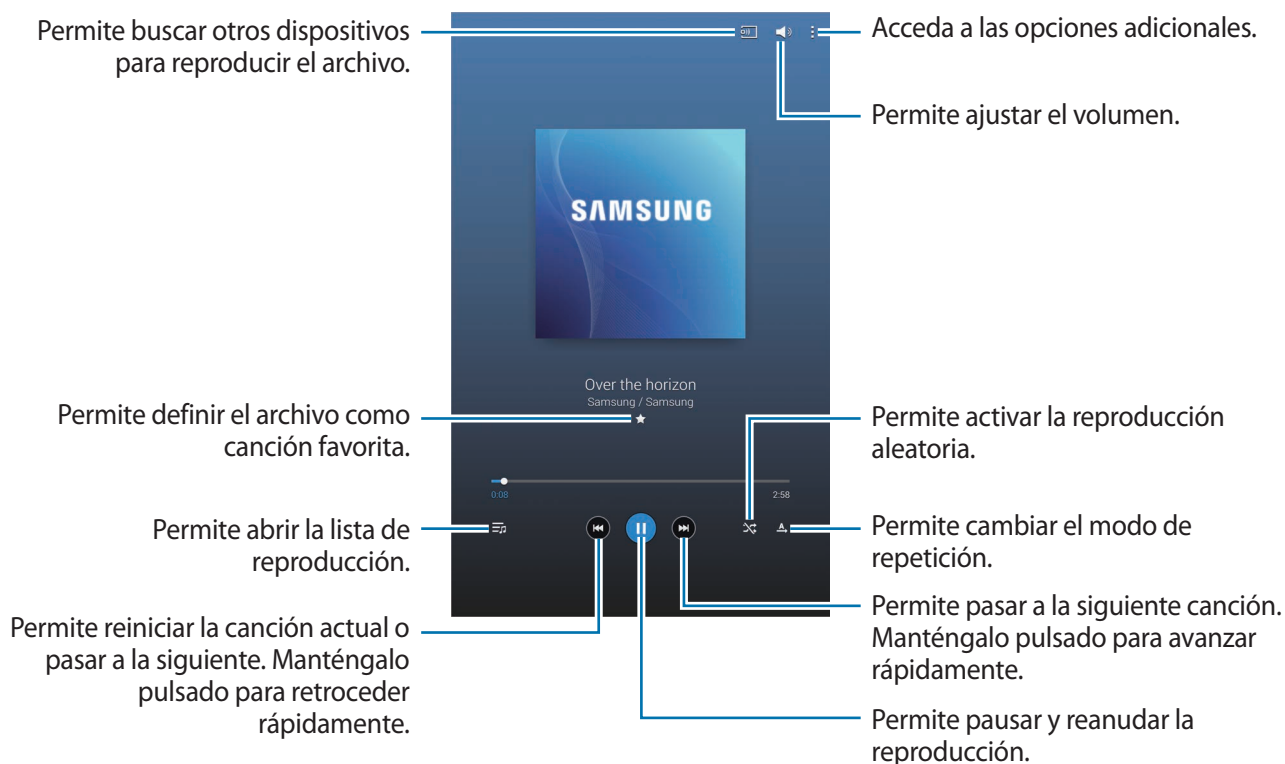 Permite buscar otros dispositivos
para reproducir el archivo.
Acceda a las opciones adicionales.
Permite ajustar el volumen.
SAMSUNG
Over the horizon
Samsung / Samsung
Permite definir el archivo como
canción favorita.
Permite activar la reproducción
aleatoria.
0:08
2:58
Permite abrir la lista de
reproducción.
A
Permite cambiar el modo de
repetición.
Permite reiniciar la canción actual o
pasar a la siguiente. Manténgalo
pulsado para retroceder
rápidamente.
Permite pasar a la siguiente canción.
Manténgalo pulsado para avanzar
rápidamente.
Permite pausar y reanudar la
reproducción.